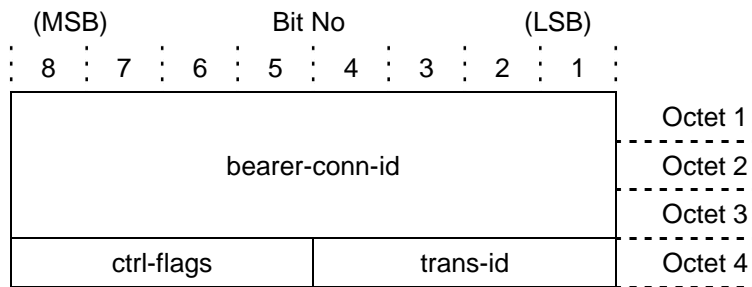 (MSB) Bit No (LSB)
8 7 6 5 4 3 2 1
Octet 1
bearer-conn-id Octet 2
Octet 3
ctrl-flags trans-id Octet 4